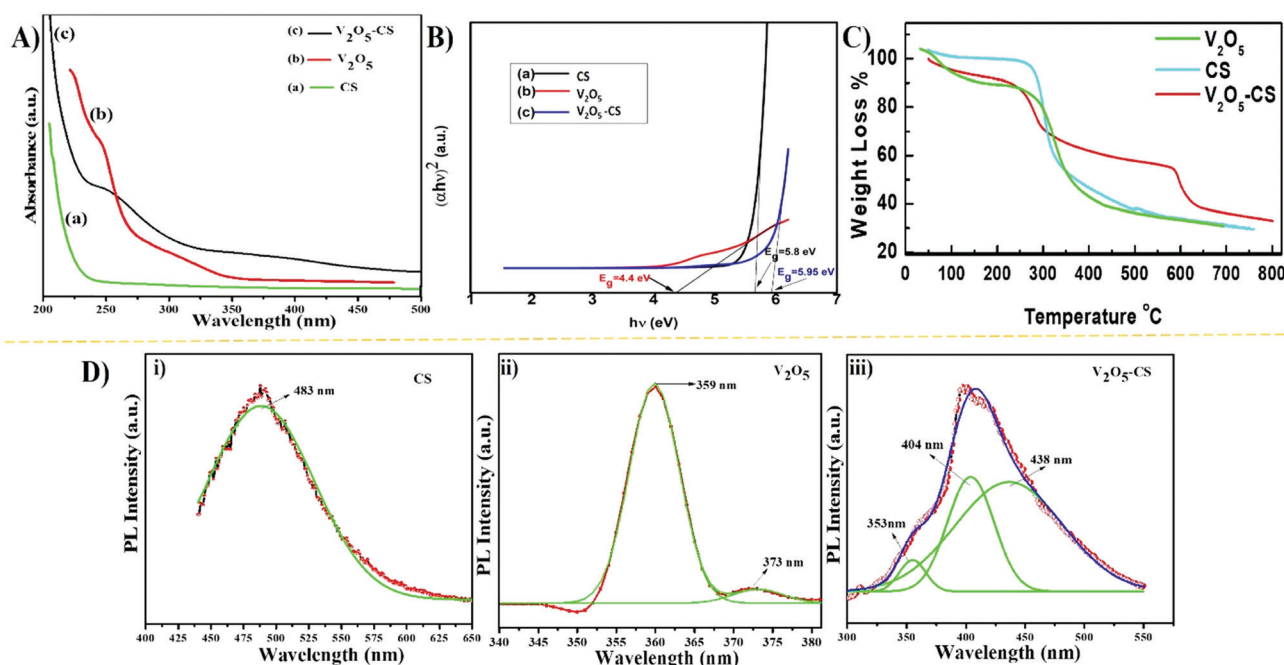 A)
(c)
(c) V2O5-CS
(b) V2O5
(a) CS
(b)
(a)
Absorbance (a.u.)
200 250 300 350 400 450 500
Wavelength (nm)
B)
(a) CS
(b) V2O5
(c) V2O5-CS
(αhν)2 (a.u.)
Eg=5.8 eV
Eg=4.4 eV
Eg=5.95 eV
1 2 3 4 5 6 7
hν (eV)
C)
V2O5
CS
V2O5-CS
Weight Loss %
100
80
60
40
20
0 100 200 300 400 500 600 700 800
Temperature oC
D)
i)
CS
483 nm
PL Intensity (a.u.)
400 425 450 475 500 525 550 575 600 625 650
Wavelength (nm)
ii)
V2O5
359 nm
373 nm
PL Intensity (a.u.)
340 345 350 355 360 365 370 375 380
Wavelength (nm)
iii)
V2O5-CS
404 nm
438 nm
353nm
PL Intensity (a.u.)
300 350 400 450 500 550
Wavelength (nm)